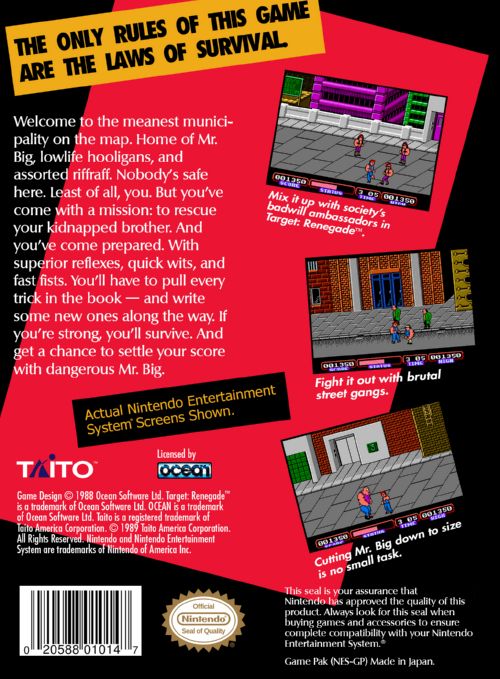 THE ONLY RULES OF THIS GAME
ARE THE LAWS OF SURVIVAL.
Welcome to the meanest munici-
pality on the map. Home of Mr.
Big, lowlife hooligans, and
assorted riffraff. Nobody's safe
here. Least of all, you. But you've
come with a mission: to rescue
your kidnapped brother. And
you've come prepared. With
superior reflexes, quick wits, and
fast fists. You'll have to pull every
trick in the book — and write
some new ones along the way. If
you're strong, you'll survive. And
get a chance to settle your score
with dangerous Mr. Big.
001350 3 05 001350
SCORE STATUS TIME HIGH
Mix it up with society's
badwill ambassadors in
Target: Renegade™.
001350 3 05 001350
SCORE STATUS TIME HIGH
Fight it out with brutal
street gangs.
001350 3 05 001350
SCORE STATUS TIME HIGH
Cutting Mr. Big down to size
is no small task.
Actual Nintendo Entertainment
System® Screens Shown.
TAITO™
Licensed by
ocean
Game Design © 1988 Ocean Software Ltd. Target: Renegade™
is a trademark of Ocean Software Ltd. OCEAN is a trademark
of Ocean Software Ltd. Taito is a registered trademark of
Taito America Corporation. © 1989 Taito America Corporation.
All Rights Reserved. Nintendo and Nintendo Entertainment
System are trademarks of Nintendo of America Inc.
0 20588 01014 7
Official
Nintendo
Seal of Quality
This seal is your assurance that
Nintendo has approved the quality of this
product. Always look for this seal when
buying games and accessories to ensure
complete compatibility with your Nintendo
Entertainment System.®
Game Pak (NES-GP) Made in Japan.